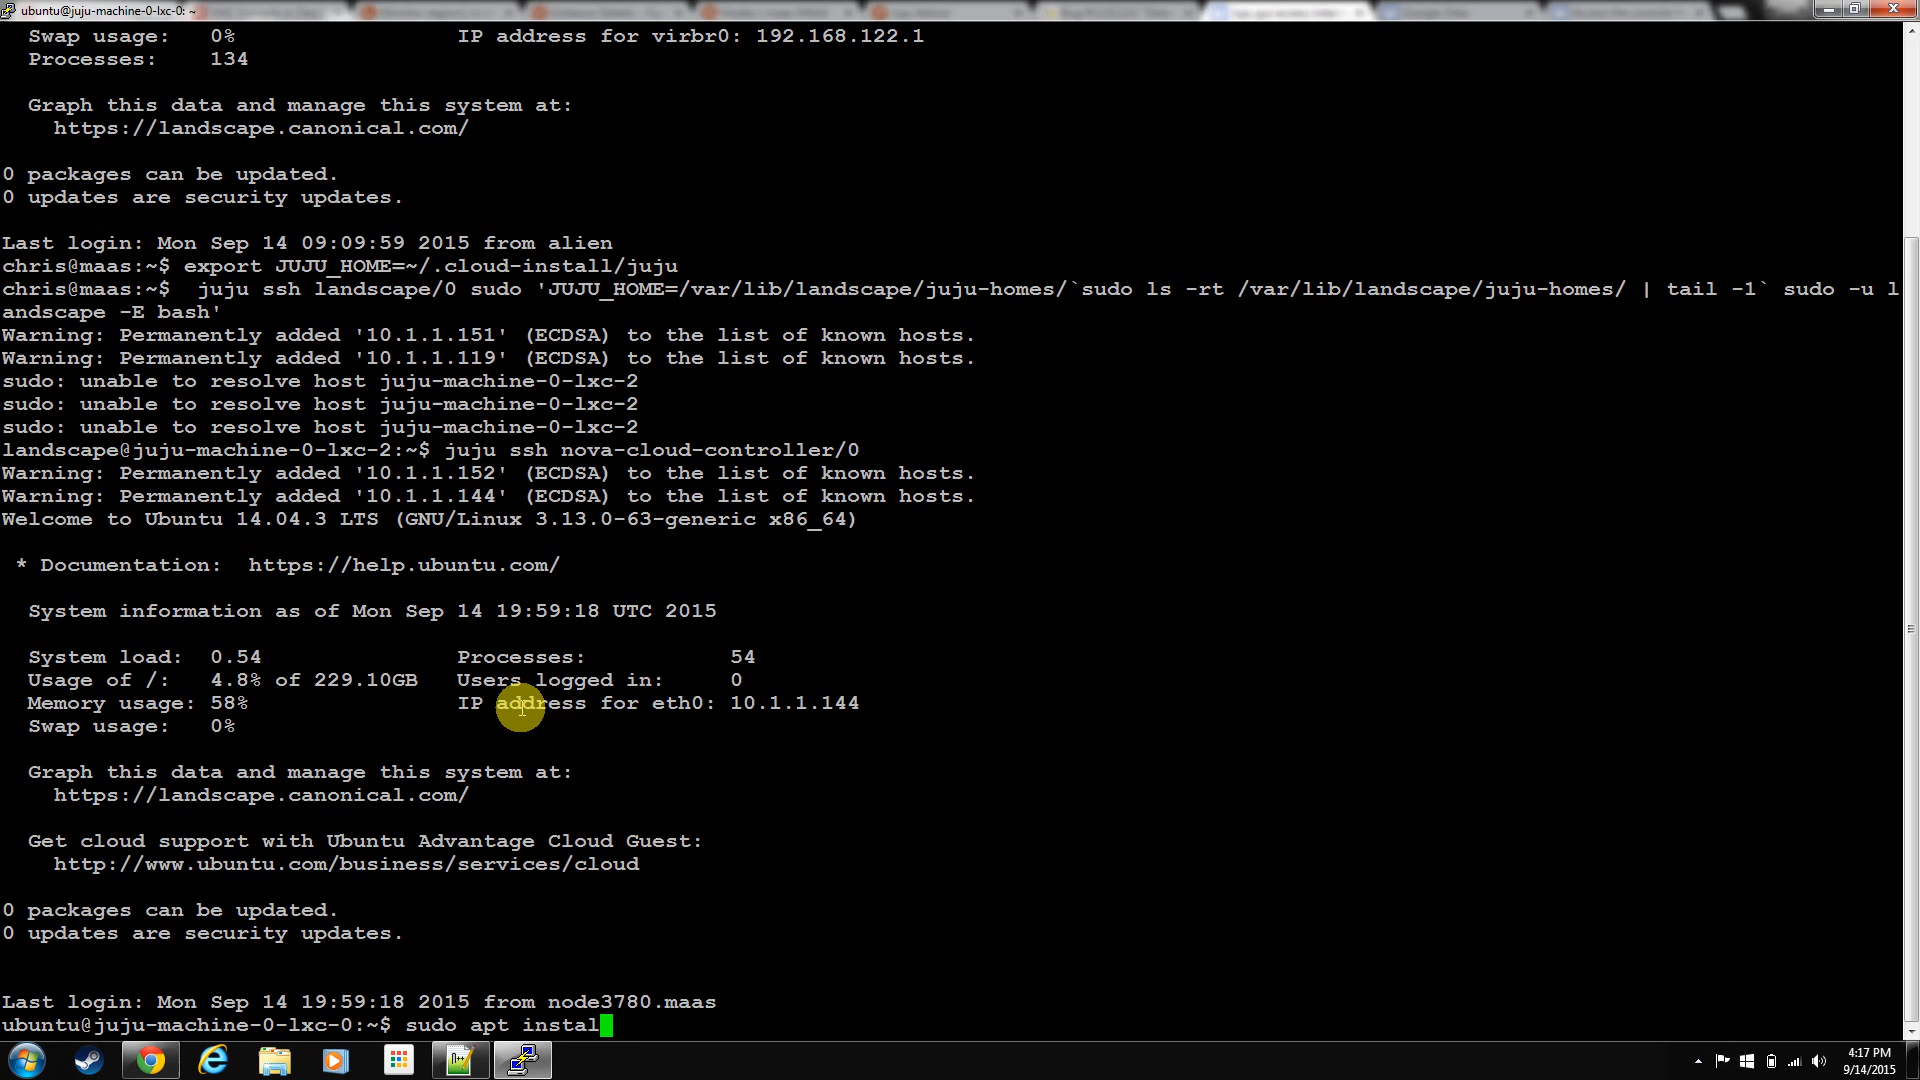 ubuntu@juju-machine-0-lxc-0: ~
Swap usage: 0% IP address for virbr0: 192.168.122.1
Processes: 134
Graph this data and manage this system at:
https://landscape.canonical.com/
0 packages can be updated.
0 updates are security updates.
Last login: Mon Sep 14 09:09:59 2015 from alien
chris@maas:~$ export JUJU_HOME=~/.cloud-install/juju
chris@maas:~$  juju ssh landscape/0 sudo 'JUJU_HOME=/var/lib/landscape/juju-homes/`sudo ls -rt /var/lib/landscape/juju-homes/ | tail -1` sudo -u l
andscape -E bash'
Warning: Permanently added '10.1.1.151' (ECDSA) to the list of known hosts.
Warning: Permanently added '10.1.1.119' (ECDSA) to the list of known hosts.
sudo: unable to resolve host juju-machine-0-lxc-2
sudo: unable to resolve host juju-machine-0-lxc-2
sudo: unable to resolve host juju-machine-0-lxc-2
landscape@juju-machine-0-lxc-2:~$ juju ssh nova-cloud-controller/0
Warning: Permanently added '10.1.1.152' (ECDSA) to the list of known hosts.
Warning: Permanently added '10.1.1.144' (ECDSA) to the list of known hosts.
Welcome to Ubuntu 14.04.3 LTS (GNU/Linux 3.13.0-63-generic x86_64)
* Documentation:  https://help.ubuntu.com/
System information as of Mon Sep 14 19:59:18 UTC 2015
System load: 0.54 Processes: 54
Usage of /: 4.8% of 229.10GB Users logged in: 0
Memory usage: 58% IP address for eth0: 10.1.1.144
Swap usage: 0%
Graph this data and manage this system at:
https://landscape.canonical.com/
Get cloud support with Ubuntu Advantage Cloud Guest:
http://www.ubuntu.com/business/services/cloud
0 packages can be updated.
0 updates are security updates.
Last login: Mon Sep 14 19:59:18 2015 from node3780.maas
ubuntu@juju-machine-0-lxc-0:~$ sudo apt instal
4:17 PM
9/14/2015